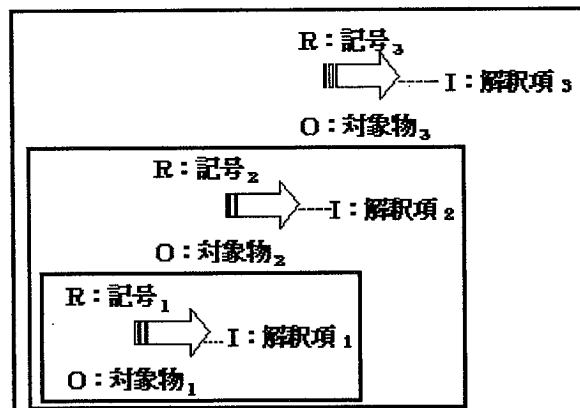 R：記号₃
I：解釈項₃
O：対象物₃
R：記号₂
I：解釈項₂
O：対象物₂
R：記号₁
I：解釈項₁
O：対象物₁